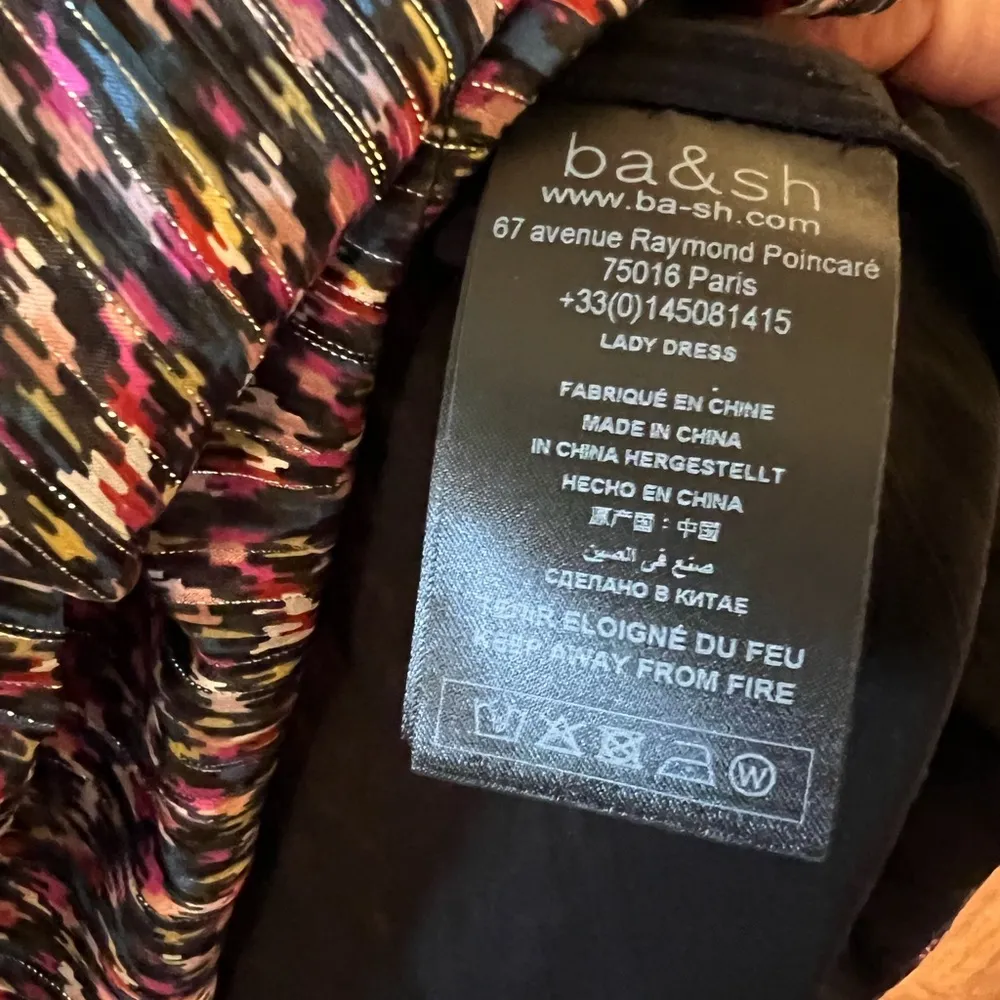 ba&sh
www.ba-sh.com
67 avenue Raymond Poincaré
75016 Paris
+33(0)145081415
LADY DRESS
FABRIQUÉ EN CHINE
MADE IN CHINA
IN CHINA HERGESTELLT
HECHO EN CHINA
原产国：中国
صنع في الصين
СДЕЛАНО В КИТАЕ
TENIR ELOIGNÉ DU FEU
KEEP AWAY FROM FIRE
W